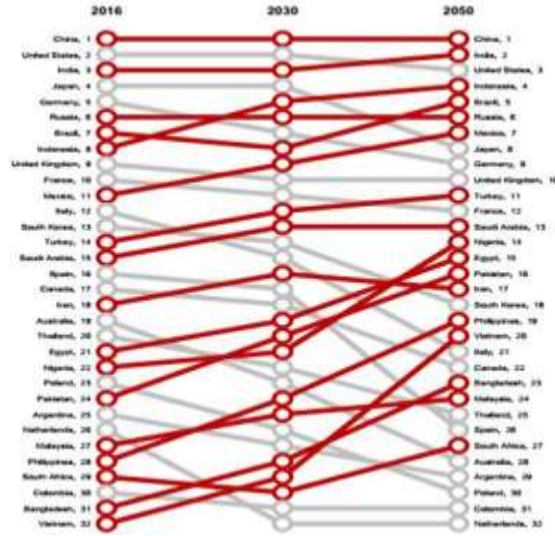 2016 2030 2050
China, 1 China, 1
United States, 2 India, 2
India, 3 United States, 3
Japan, 4 Indonesia, 4
Germany, 5 Brazil, 5
Russia, 6 Russia, 6
Brazil, 7 Mexico, 7
Indonesia, 8 Japan, 8
United Kingdom, 9 Germany, 9
France, 10 United Kingdom, 10
Mexico, 11 Turkey, 11
Italy, 12 France, 12
South Korea, 13 Saudi Arabia, 13
Turkey, 14 Nigeria, 14
Saudi Arabia, 15 Egypt, 15
Spain, 16 Pakistan, 16
Canada, 17 Iran, 17
Iran, 18 South Korea, 18
Australia, 19 Philippines, 19
Thailand, 20 Vietnam, 20
Egypt, 21 Italy, 21
Nigeria, 22 Canada, 22
Poland, 23 Bangladesh, 23
Pakistan, 24 Malaysia, 24
Argentina, 25 Thailand, 25
Netherlands, 26 Spain, 26
Malaysia, 27 South Africa, 27
Philippines, 28 Australia, 28
South Africa, 29 Argentina, 29
Colombia, 30 Poland, 30
Bangladesh, 31 Colombia, 31
Vietnam, 32 Netherlands, 32